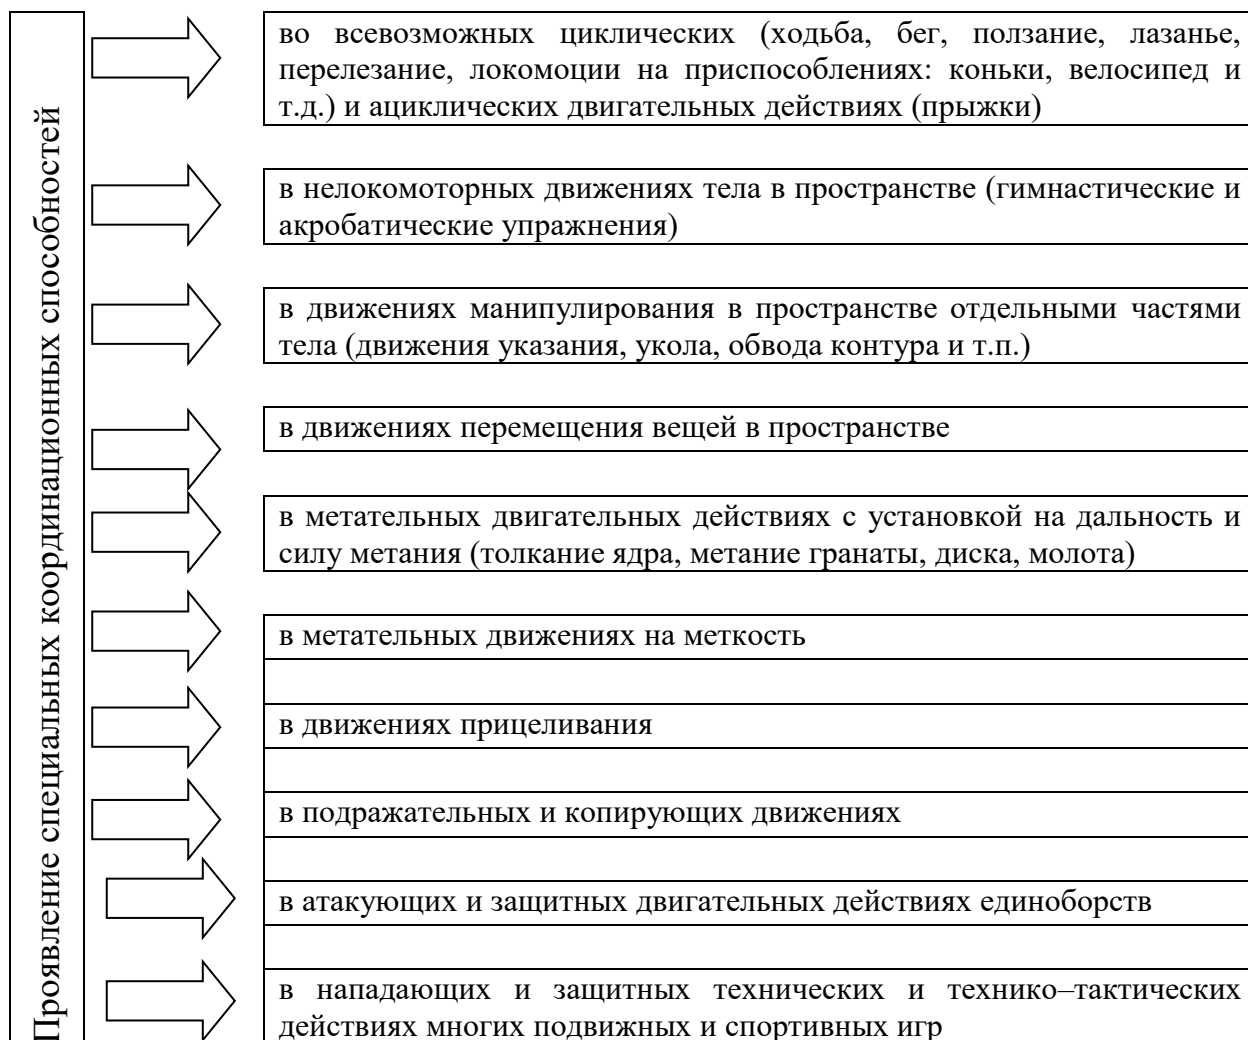 Проявление специальных координационных способностей
во всевозможных циклических (ходьба, бег, ползание, лазанье,
перелезание, локомоции на приспособлениях: коньки, велосипед и
т.д.) и ациклических двигательных действиях (прыжки)
в нелокомоторных движениях тела в пространстве (гимнастические и
акробатические упражнения)
в движениях манипулирования в пространстве отдельными частями
тела (движения указания, укола, обвода контура и т.п.)
в движениях перемещения вещей в пространстве
в метательных двигательных действиях с установкой на дальность и
силу метания (толкание ядра, метание гранаты, диска, молота)
в метательных движениях на меткость
в движениях прицеливания
в подражательных и копирующих движениях
в атакующих и защитных двигательных действиях единоборств
в нападающих и защитных технических и технико–тактических
действиях многих подвижных и спортивных игр